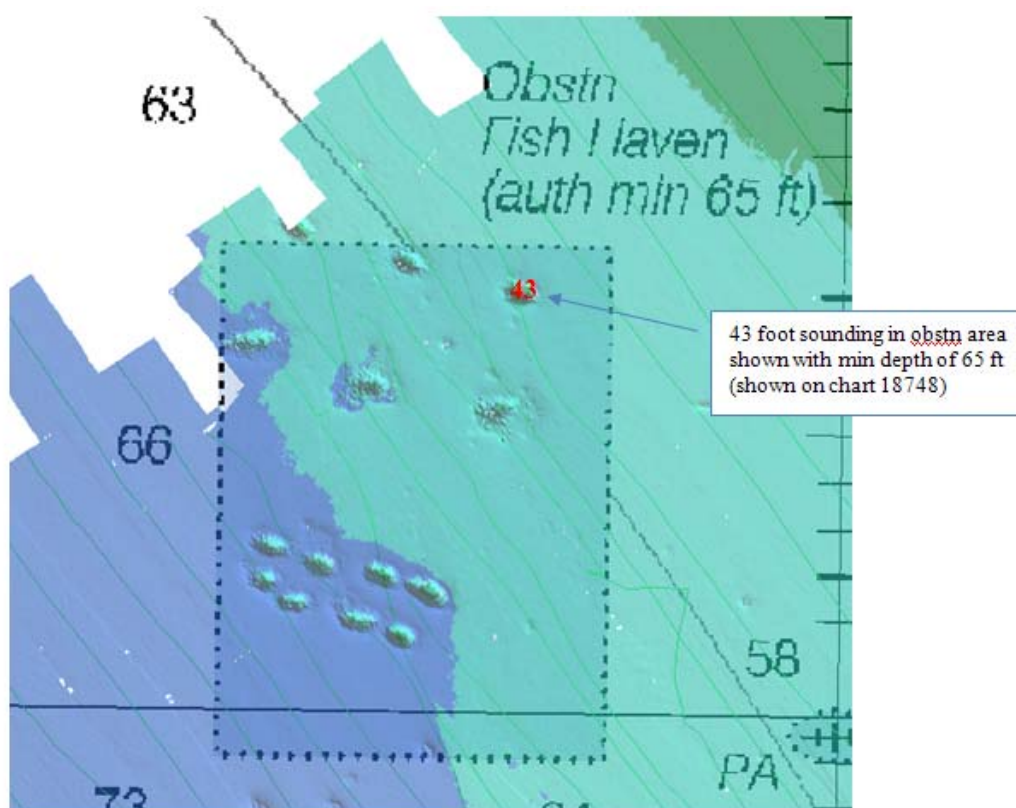 63
Obstn
Fish Haven
(auth min 65 ft)
43
43 foot sounding in obstn area
shown with min depth of 65 ft
(shown on chart 18748)
66
58
PA
73